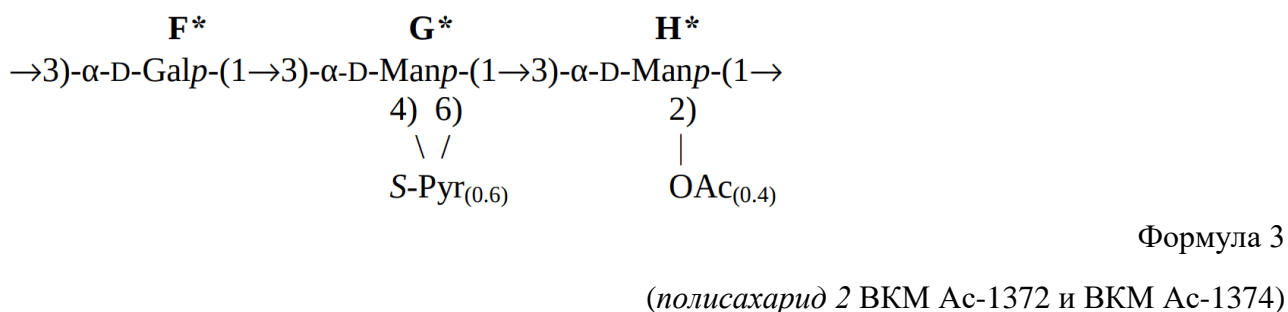 F* G* H*
→3)-α-D-Galp-(1→3)-α-D-Manp-(1→3)-α-D-Manp-(1→
4) 6) 2)
\ / |
S-Pyr(0.6) OAc(0.4)
Формула 3
(полисахарид 2 ВКМ Ас-1372 и ВКМ Ас-1374)